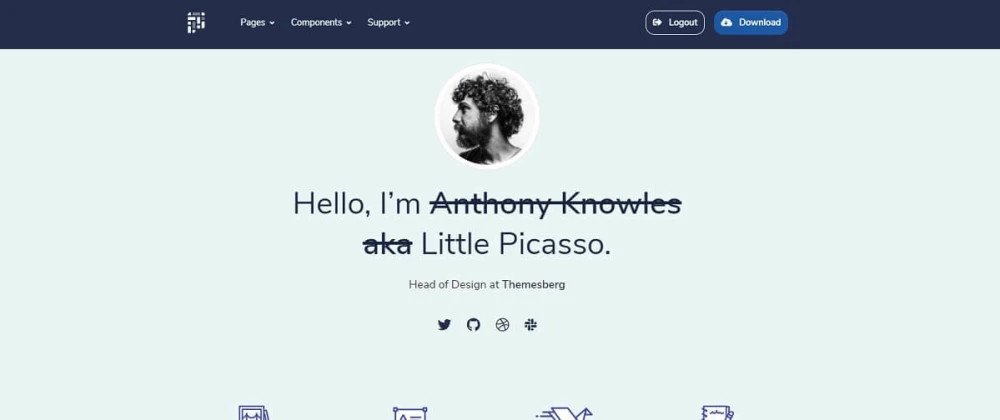 Pages Components Support Logout Download
Hello, I'm Anthony Knowles
aka Little Picasso.
Head of Design at Themesberg